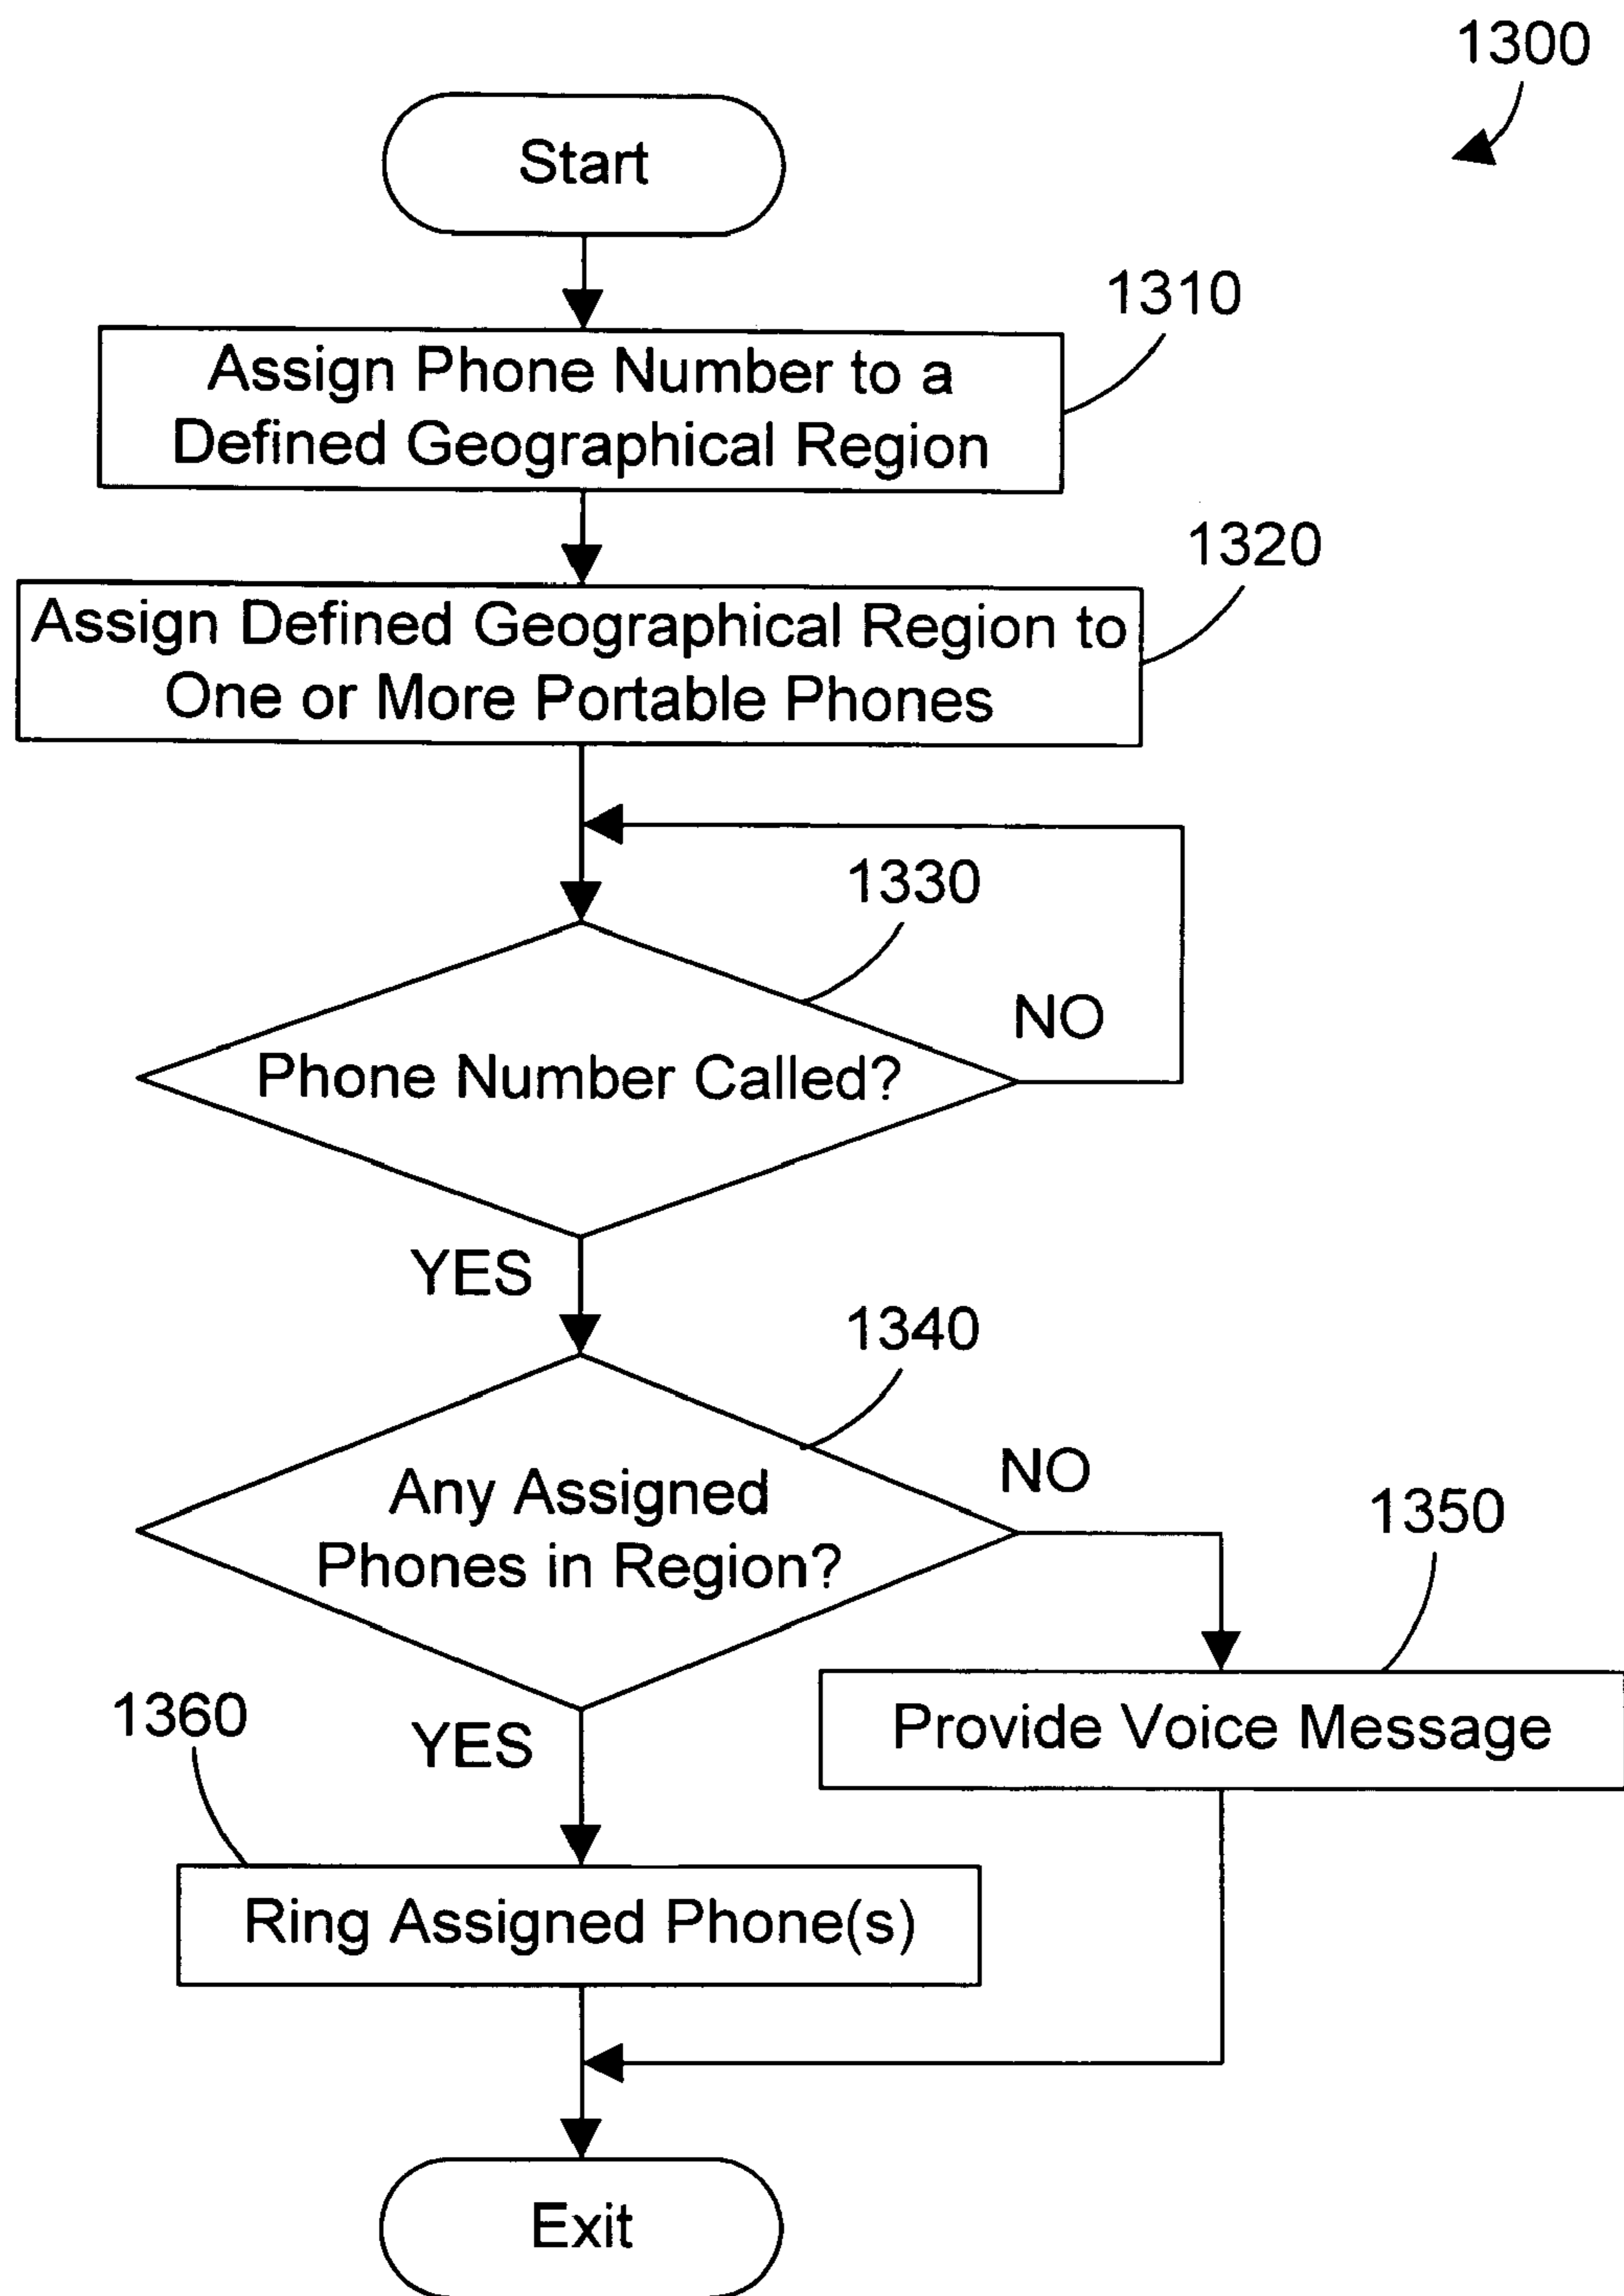 1300
Start
1310
Assign Phone Number to a
Defined Geographical Region
1320
Assign Defined Geographical Region to
One or More Portable Phones
1330
NO
Phone Number Called?
YES
1340
NO
Any Assigned
Phones in Region?
1350
1360
YES
Provide Voice Message
Ring Assigned Phone(s)
Exit